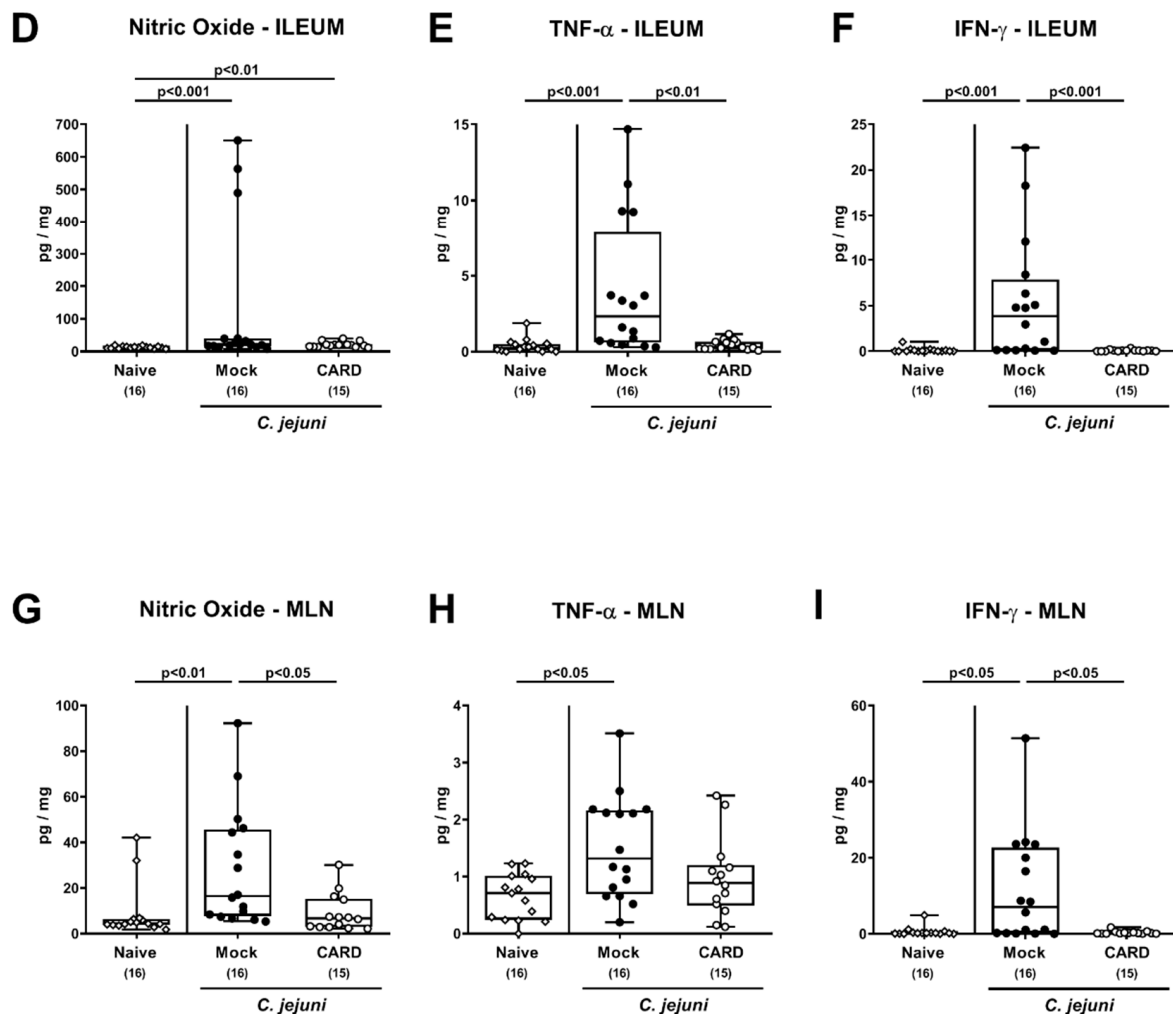 D Nitric Oxide - ILEUM
p<0.01
p<0.001
pg / mg
700
600
500
400
300
200
100
0
Naive Mock CARD
(16) (16) (15)
C. jejuni
E TNF-α - ILEUM
p<0.001 p<0.01
pg / mg
15
10
5
0
Naive Mock CARD
(16) (16) (15)
C. jejuni
F IFN-γ - ILEUM
p<0.001 p<0.001
pg / mg
25
20
15
10
5
0
Naive Mock CARD
(16) (16) (15)
C. jejuni
G Nitric Oxide - MLN
p<0.01 p<0.05
pg / mg
100
80
60
40
20
0
Naive Mock CARD
(16) (16) (15)
C. jejuni
H TNF-α - MLN
p<0.05
pg / mg
4
3
2
1
0
Naive Mock CARD
(16) (16) (15)
C. jejuni
I IFN-γ - MLN
p<0.05 p<0.05
pg / mg
60
40
20
0
Naive Mock CARD
(16) (16) (15)
C. jejuni